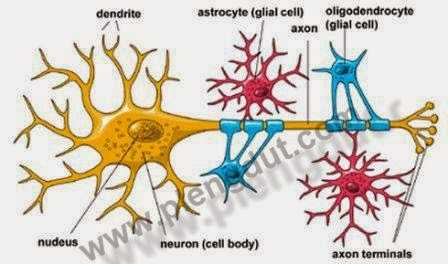 dendrite
astrocyte (glial cell)
axon
oligodendrocyte
(glial cell)
nudeus
neuron (cell body)
axon terminals